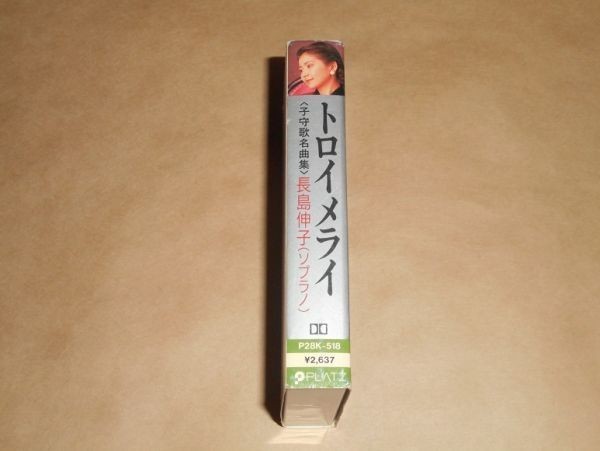 トロイメライ
〈子守歌名曲集〉長島伸子(ソプラノ)
P28K-518
¥2,637
PLATZ